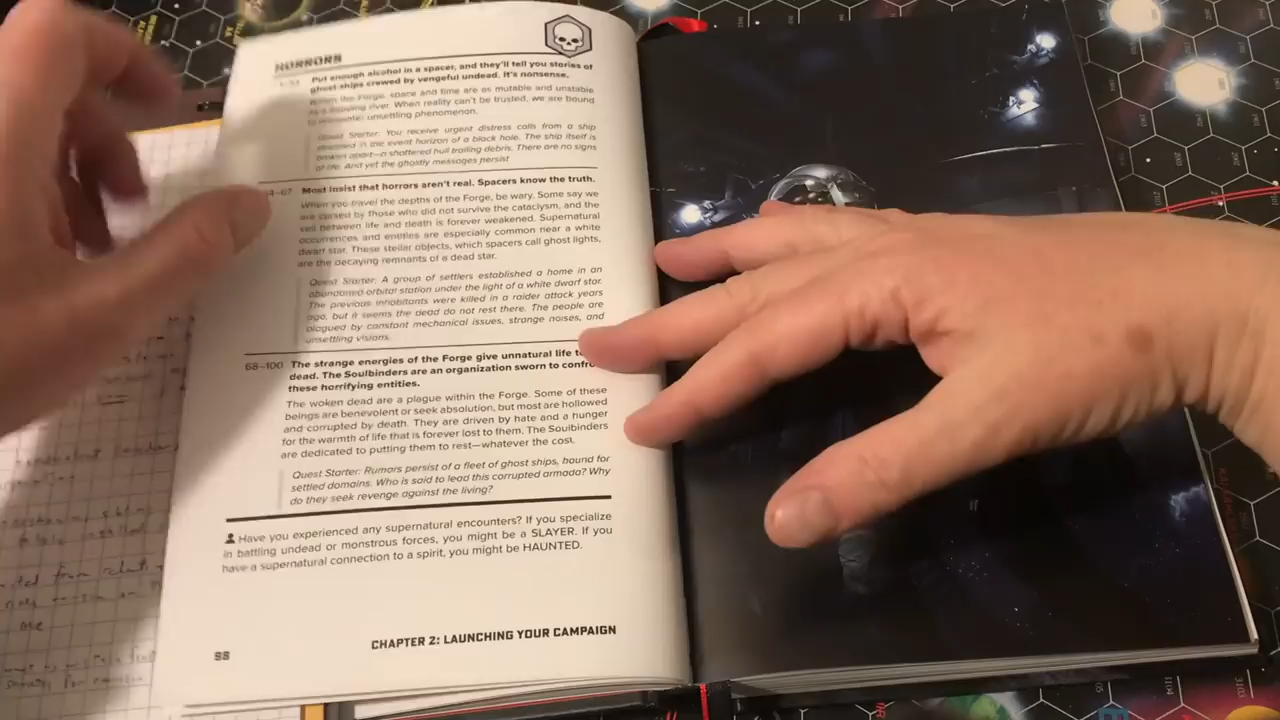 HORRORS
Put enough alcohol in a spacer, and they'll tell you stories of
ghost ships crewed by vengeful undead. It's nonsense.
Within the Forge, space and time are as mutable and unstable
as a flowing river. When reality can't be trusted, we are bound
to encounter unsettling phenomenon.
Quest Starter: You receive urgent distress calls from a ship
ensnared in the event horizon of a black hole. The ship itself is
broken apart—a shattered hull trailing debris. There are no signs
of life. And yet the ghostly messages persist
4–67 Most insist that horrors aren't real. Spacers know the truth.
When you travel the depths of the Forge, be wary. Some say we
are cursed by those who did not survive the cataclysm, and the
veil between life and death is forever weakened. Supernatural
occurrences and entities are especially common near a white
dwarf star. These stellar objects, which spacers call ghost lights,
are the decaying remnants of a dead star.
Quest Starter: A group of settlers established a home in an
abandoned orbital station under the light of a white dwarf star.
The previous inhabitants were killed in a raider attack years
ago, but it seems the dead do not rest there. The people are
plagued by constant mechanical issues, strange noises, and
unsettling visions.
68–100 The strange energies of the Forge give unnatural life
dead. The Soulbinders are an organization sworn to
these horrifying entities.
The woken dead are a plague within the Forge. Some of these
beings are benevolent or seek absolution, but most are hollowed
and corrupted by death. They are driven by hate and a hunger
for the warmth of life that is forever lost to them. The Soulbinders
are dedicated to putting them to rest—whatever the cost.
Quest Starter: Rumors persist of a fleet of ghost ships, bound for
settled domains. Who is said to lead this corrupted armada? Why
do they seek revenge against the living?
Have you experienced any supernatural encounters? If you specialize
in battling undead or monstrous forces, you might be a SLAYER. If you
have a supernatural connection to a spirit, you might be HAUNTED.
CHAPTER 2: LAUNCHING YOUR CAMPAIGN
98